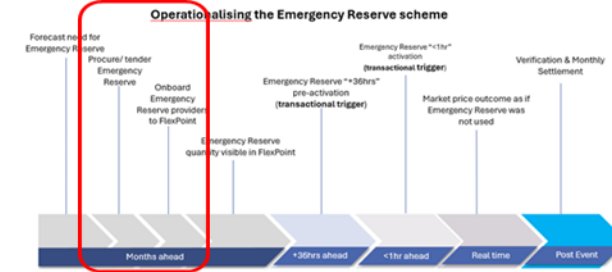 Operationalising the Emergency Reserve scheme
Forecast need for
Emergency Reserve
Procure/ tender
Emergency
Reserve
Onboard
Emergency
Reserve providers
to FlexPoint
Emergency Reserve
quantity visible in FlexPoint
Emergency Reserve "+36hrs"
pre-activation
(transactional trigger)
Emergency Reserve "<1hr"
activation
(transactional trigger)
Market price outcome as if
Emergency Reserve was
not used
Verification & Monthly
Settlement
Months ahead
+36hrs ahead
<1hr ahead
Real time
Post Event